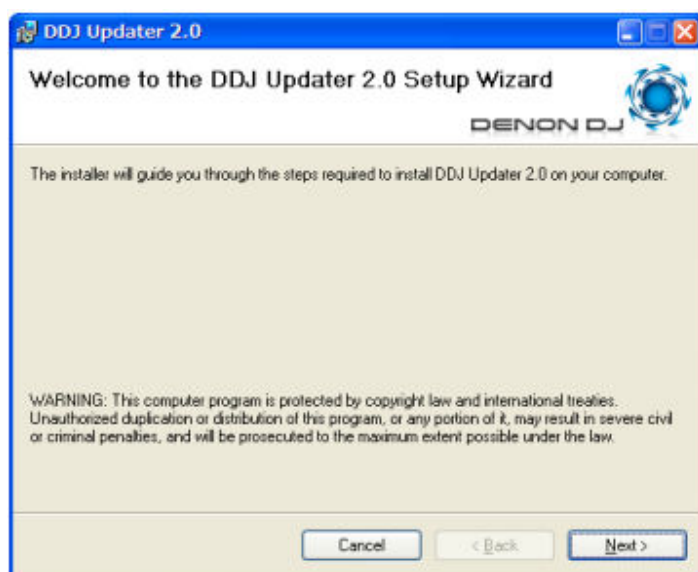 DDJ Updater 2.0
Welcome to the DDJ Updater 2.0 Setup Wizard
DENON DJ
The installer will guide you through the steps required to install DDJ Updater 2.0 on your computer.
WARNING: This computer program is protected by copyright law and international treaties.
Unauthorized duplication or distribution of this program, or any portion of it, may result in severe civil
or criminal penalties, and will be prosecuted to the maximum extent possible under the law.
Cancel < Back Next >